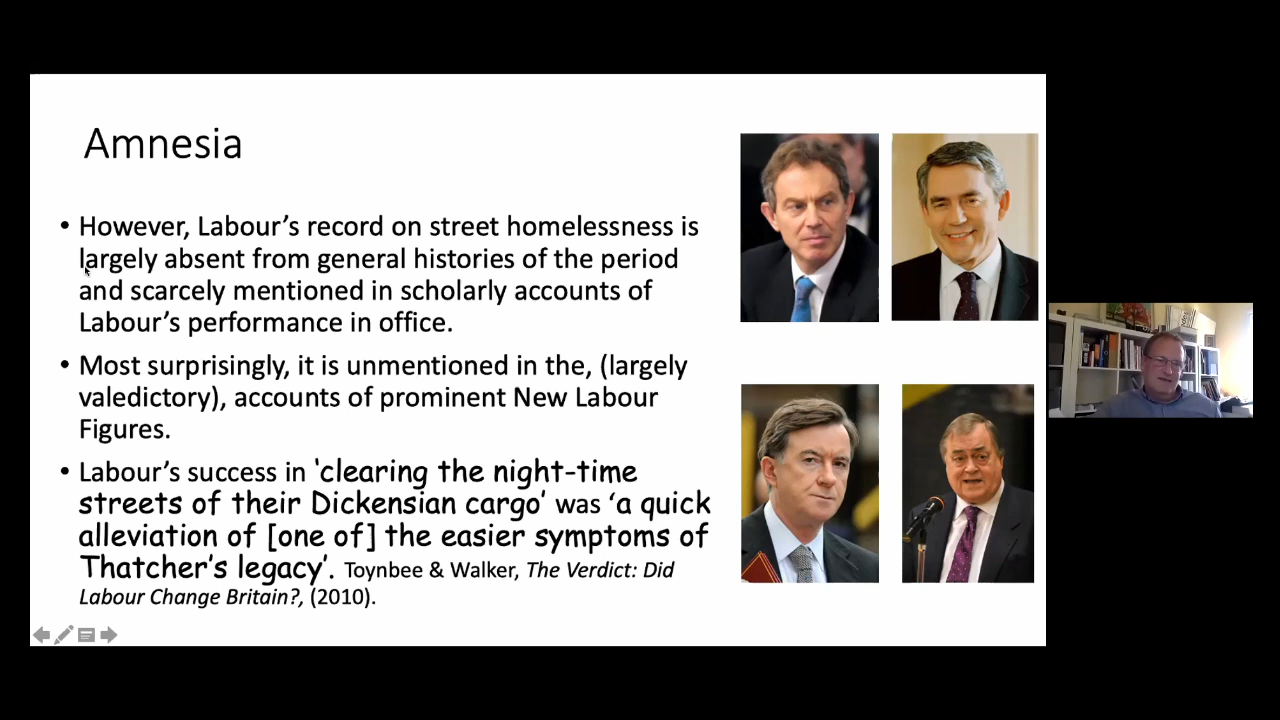 Amnesia
• However, Labour’s record on street homelessness is
largely absent from general histories of the period
and scarcely mentioned in scholarly accounts of
Labour’s performance in office.
• Most surprisingly, it is unmentioned in the, (largely
valedictory), accounts of prominent New Labour
Figures.
• Labour’s success in ‘clearing the night-time
streets of their Dickensian cargo’ was ‘a quick
alleviation of [one of] the easier symptoms of
Thatcher’s legacy’. Toynbee & Walker, The Verdict: Did
Labour Change Britain?, (2010).